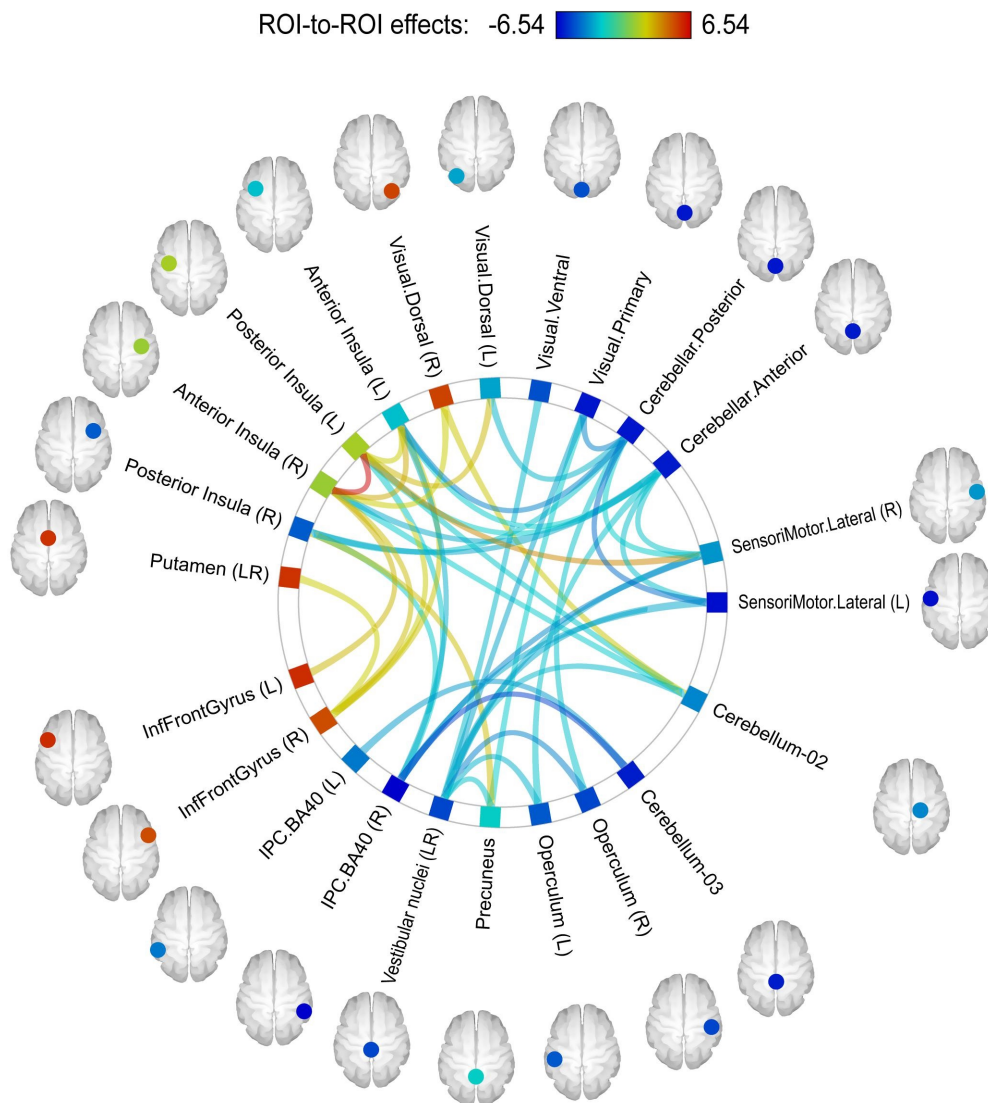 ROI-to-ROI effects: -6.54 6.54
Visual.Dorsal (L)
Visual.Ventral
Visual.Primary
Cerebellar.Posterior
Cerebellar.Anterior
SensoriMotor.Lateral (R)
SensoriMotor.Lateral (L)
Cerebellum-02
Cerebellum-03
Operculum (R)
Operculum (L)
Precuneus
Vestibular nuclei (LR)
IPC.BA40 (R)
IPC.BA40 (L)
InfFrontGyrus (R)
InfFrontGyrus (L)
Putamen (LR)
Posterior Insula (R)
Anterior Insula (R)
Posterior Insula (L)
Anterior Insula (L)
Visual.Dorsal (R)